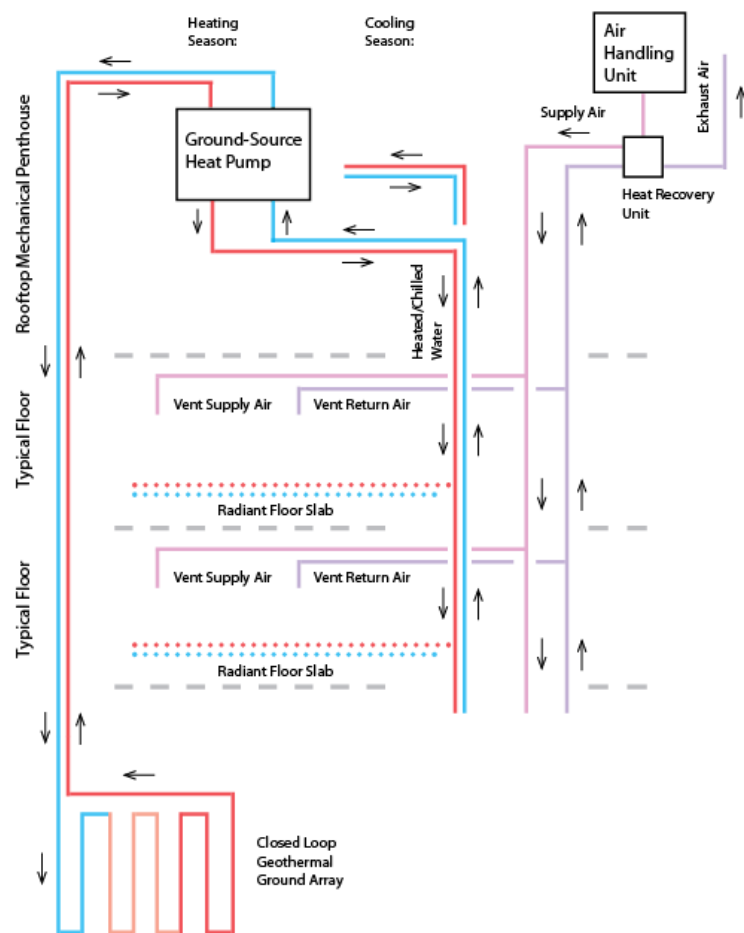 Heating
Season:
Cooling
Season:
Air
Handling
Unit
Exhaust Air
Supply Air
Ground-Source
Heat Pump
Heat Recovery
Unit
Rooftop Mechanical Penthouse
Heated/Chilled
Water
Typical Floor
Vent Supply Air
Vent Return Air
Radiant Floor Slab
Typical Floor
Vent Supply Air
Vent Return Air
Radiant Floor Slab
Closed Loop
Geothermal
Ground Array